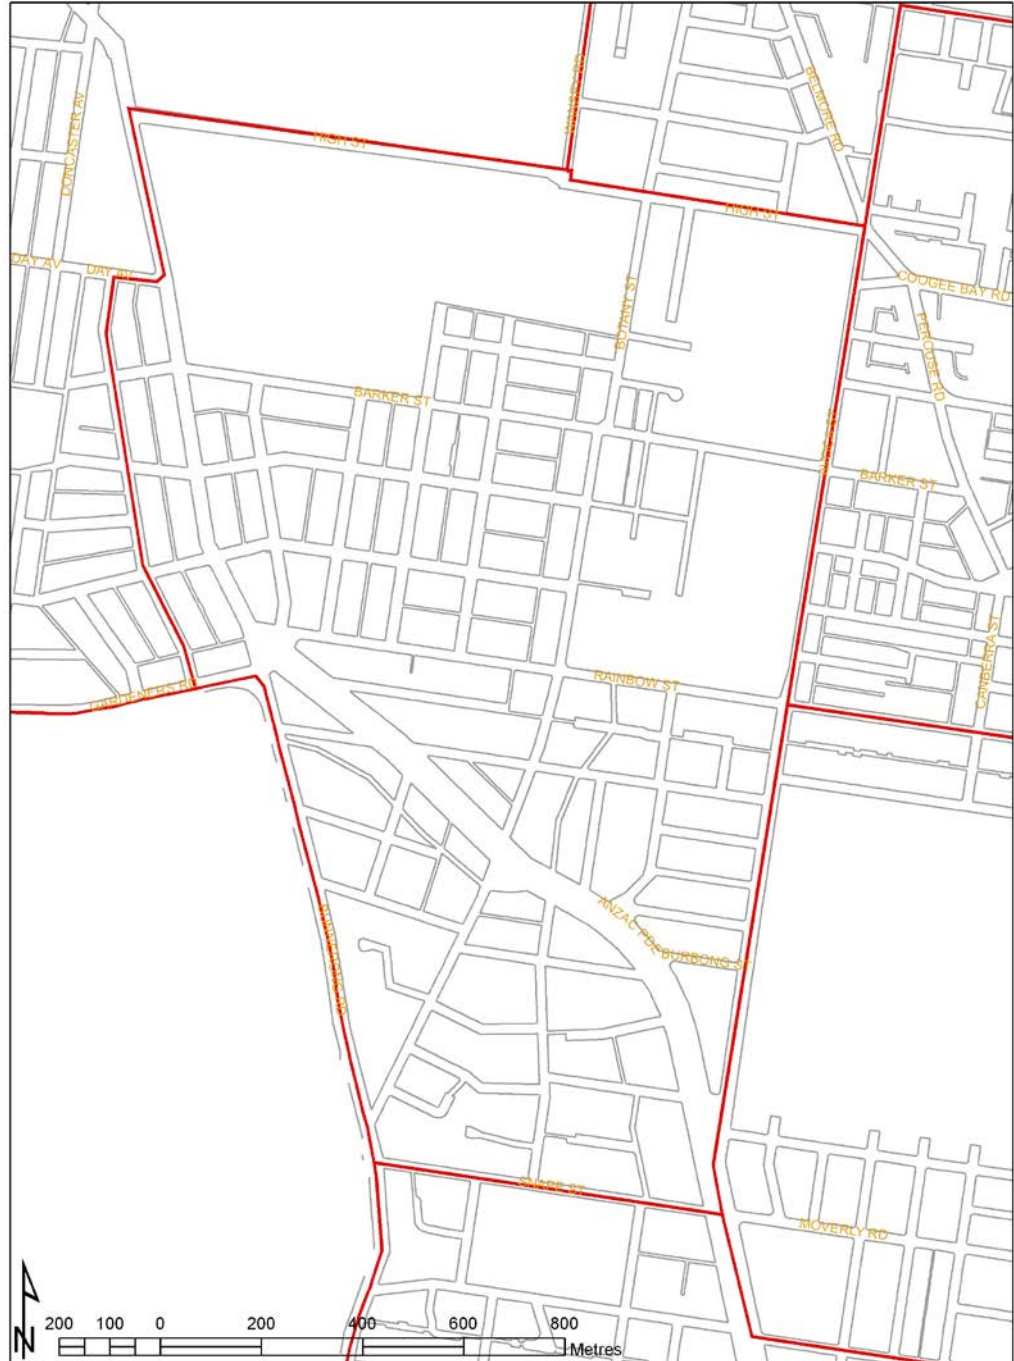 BELMORE RD
DONCASTER AV
HIGH ST
HIGH ST
DAY AV
DAY AV
COOGEE BAY RD
BOTANY ST
PEROUSE RD
BARKER ST
BARKER ST
CANBERRA ST
RAINBOW ST
GARDENERS RD
ANZAC PDE
BURBONG ST
SNAPE ST
MOVERLY RD
N
200 100 0 200 400 600 800
Metres